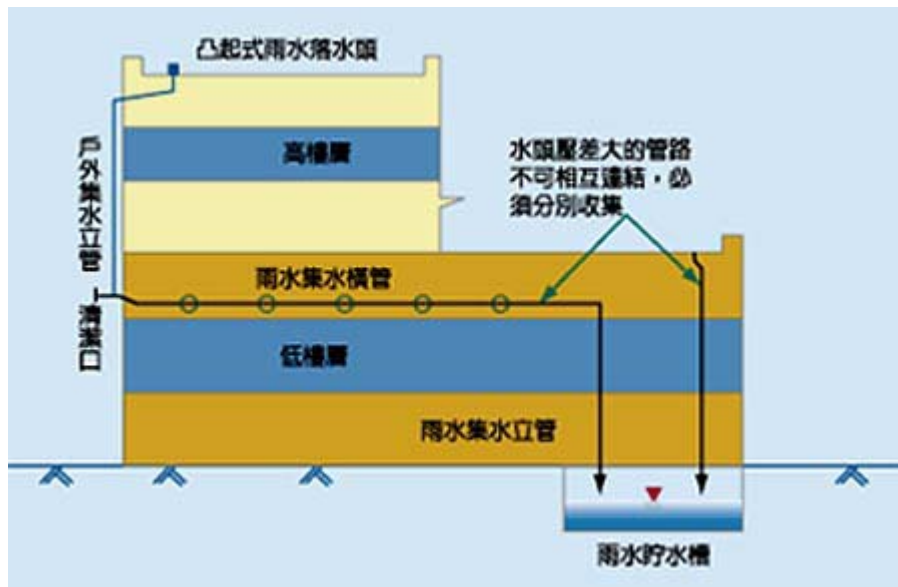 凸起式雨水落水頭
高樓層
水頭壓差大的管路
不可相互連結，必
須分別收集
戶外集水立管
清潔口
雨水集水橫管
低樓層
雨水集水立管
雨水貯水槽